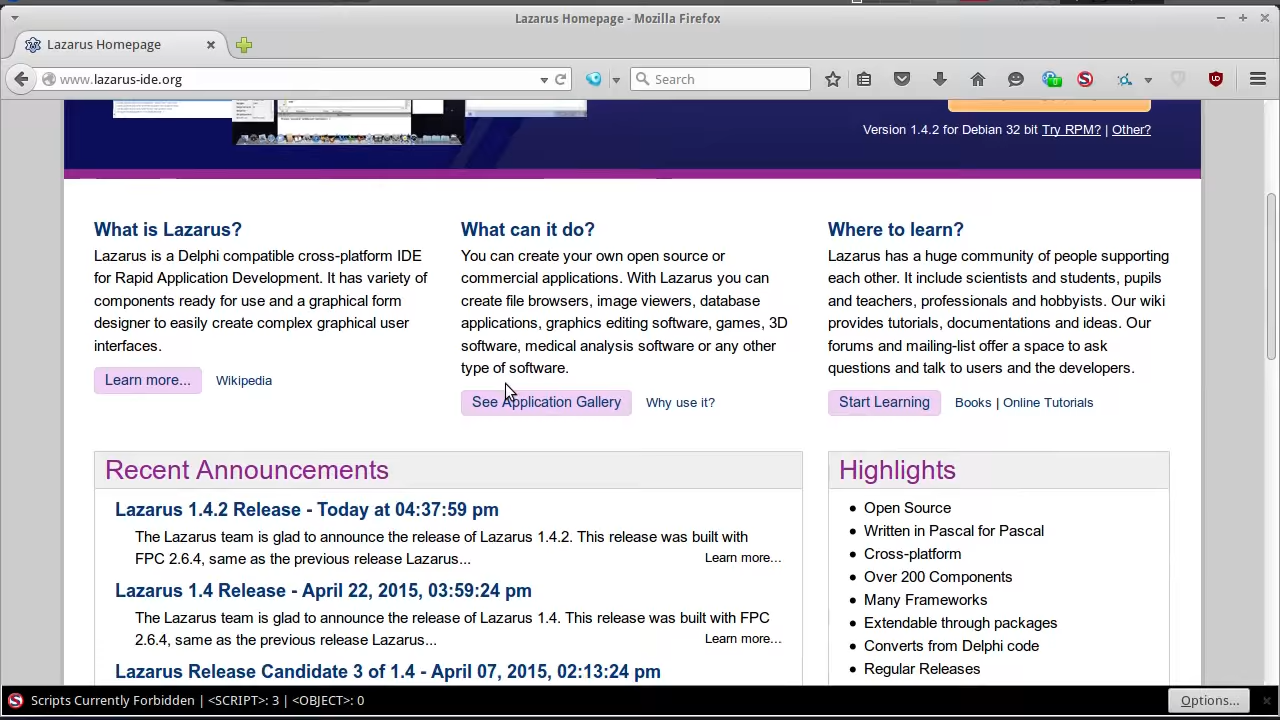 Lazarus Homepage - Mozilla Firefox
Lazarus Homepage
www.lazarus-ide.org
Search
Version 1.4.2 for Debian 32 bit Try RPM? | Other?
What is Lazarus?
Lazarus is a Delphi compatible cross-platform IDE
for Rapid Application Development. It has variety of
components ready for use and a graphical form
designer to easily create complex graphical user
interfaces.
Learn more...
Wikipedia
What can it do?
You can create your own open source or
commercial applications. With Lazarus you can
create file browsers, image viewers, database
applications, graphics editing software, games, 3D
software, medical analysis software or any other
type of software.
See Application Gallery
Why use it?
Where to learn?
Lazarus has a huge community of people supporting
each other. It include scientists and students, pupils
and teachers, professionals and hobbyists. Our wiki
provides tutorials, documentations and ideas. Our
forums and mailing-list offer a space to ask
questions and talk to users and the developers.
Start Learning
Books | Online Tutorials
Recent Announcements
Lazarus 1.4.2 Release - Today at 04:37:59 pm
The Lazarus team is glad to announce the release of Lazarus 1.4.2. This release was built with
FPC 2.6.4, same as the previous release Lazarus...
Learn more...
Lazarus 1.4 Release - April 22, 2015, 03:59:24 pm
The Lazarus team is glad to announce the release of Lazarus 1.4. This release was built with FPC
2.6.4, same as the previous release Lazarus...
Learn more...
Lazarus Release Candidate 3 of 1.4 - April 07, 2015, 02:13:24 pm
Highlights
Open Source
Written in Pascal for Pascal
Cross-platform
Over 200 Components
Many Frameworks
Extendable through packages
Converts from Delphi code
Regular Releases
Scripts Currently Forbidden | <SCRIPT>: 3 | <OBJECT>: 0
Options...